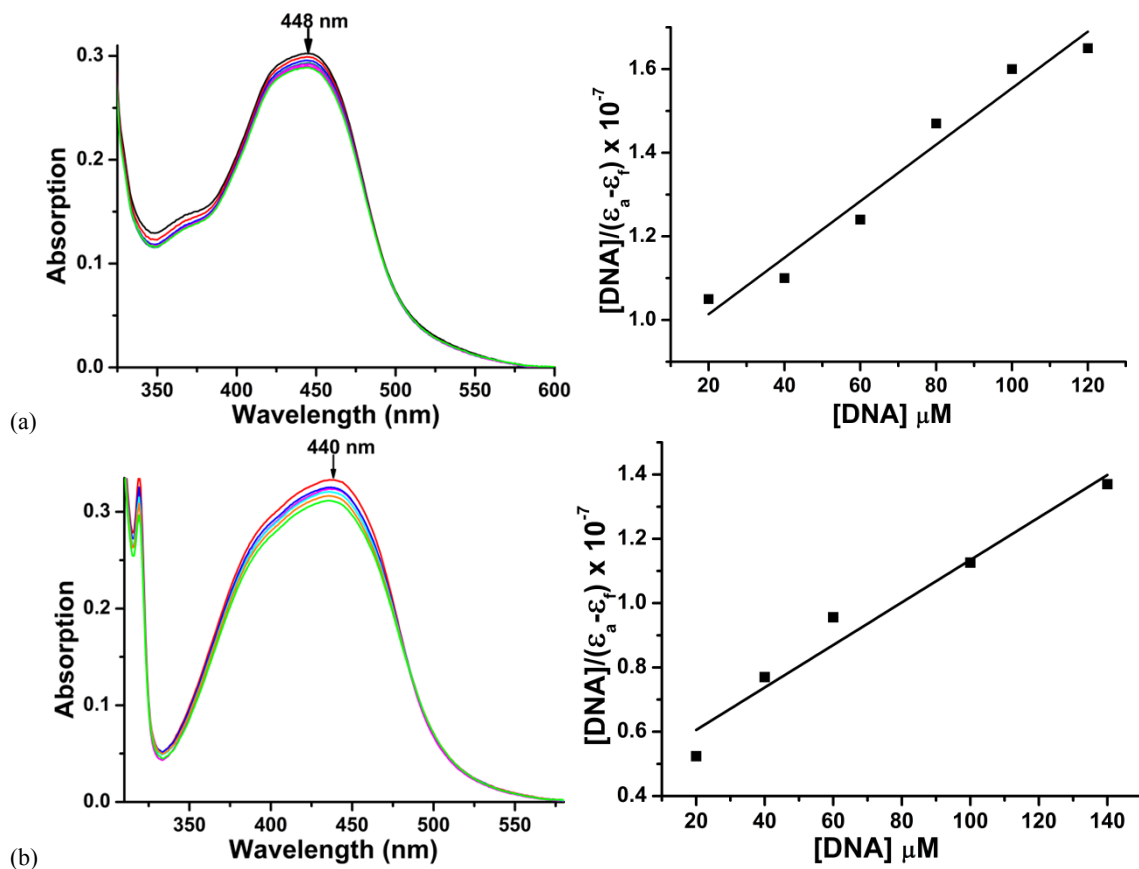 448 nm
0.3
0.2
0.1
0.0
Absorption
350 400 450 500 550 600
Wavelength (nm)
(a)
1.6
1.4
1.2
1.0
[DNA]/(εa-εf) x 10-7
20 40 60 80 100 120
[DNA] μM
440 nm
0.3
0.2
0.1
0.0
Absorption
350 400 450 500 550
Wavelength (nm)
(b)
1.4
1.2
1.0
0.8
0.6
0.4
[DNA]/(εa-εf) x 10-7
20 40 60 80 100 120 140
[DNA] μM